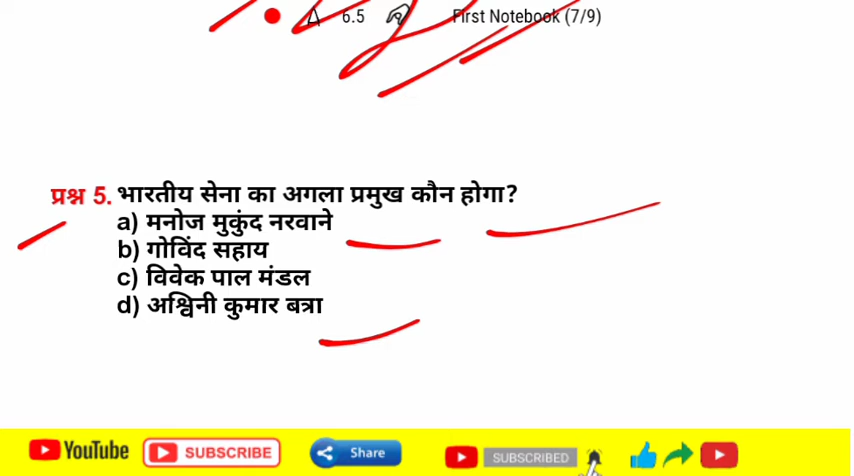 6.5 First Notebook (7/9)
प्रश्न 5. भारतीय सेना का अगला प्रमुख कौन होगा?
a) मनोज मुकुंद नरवाने
b) गोविंद सहाय
c) विवेक पाल मंडल
d) अश्विनी कुमार बत्रा
YouTube SUBSCRIBE Share SUBSCRIBED